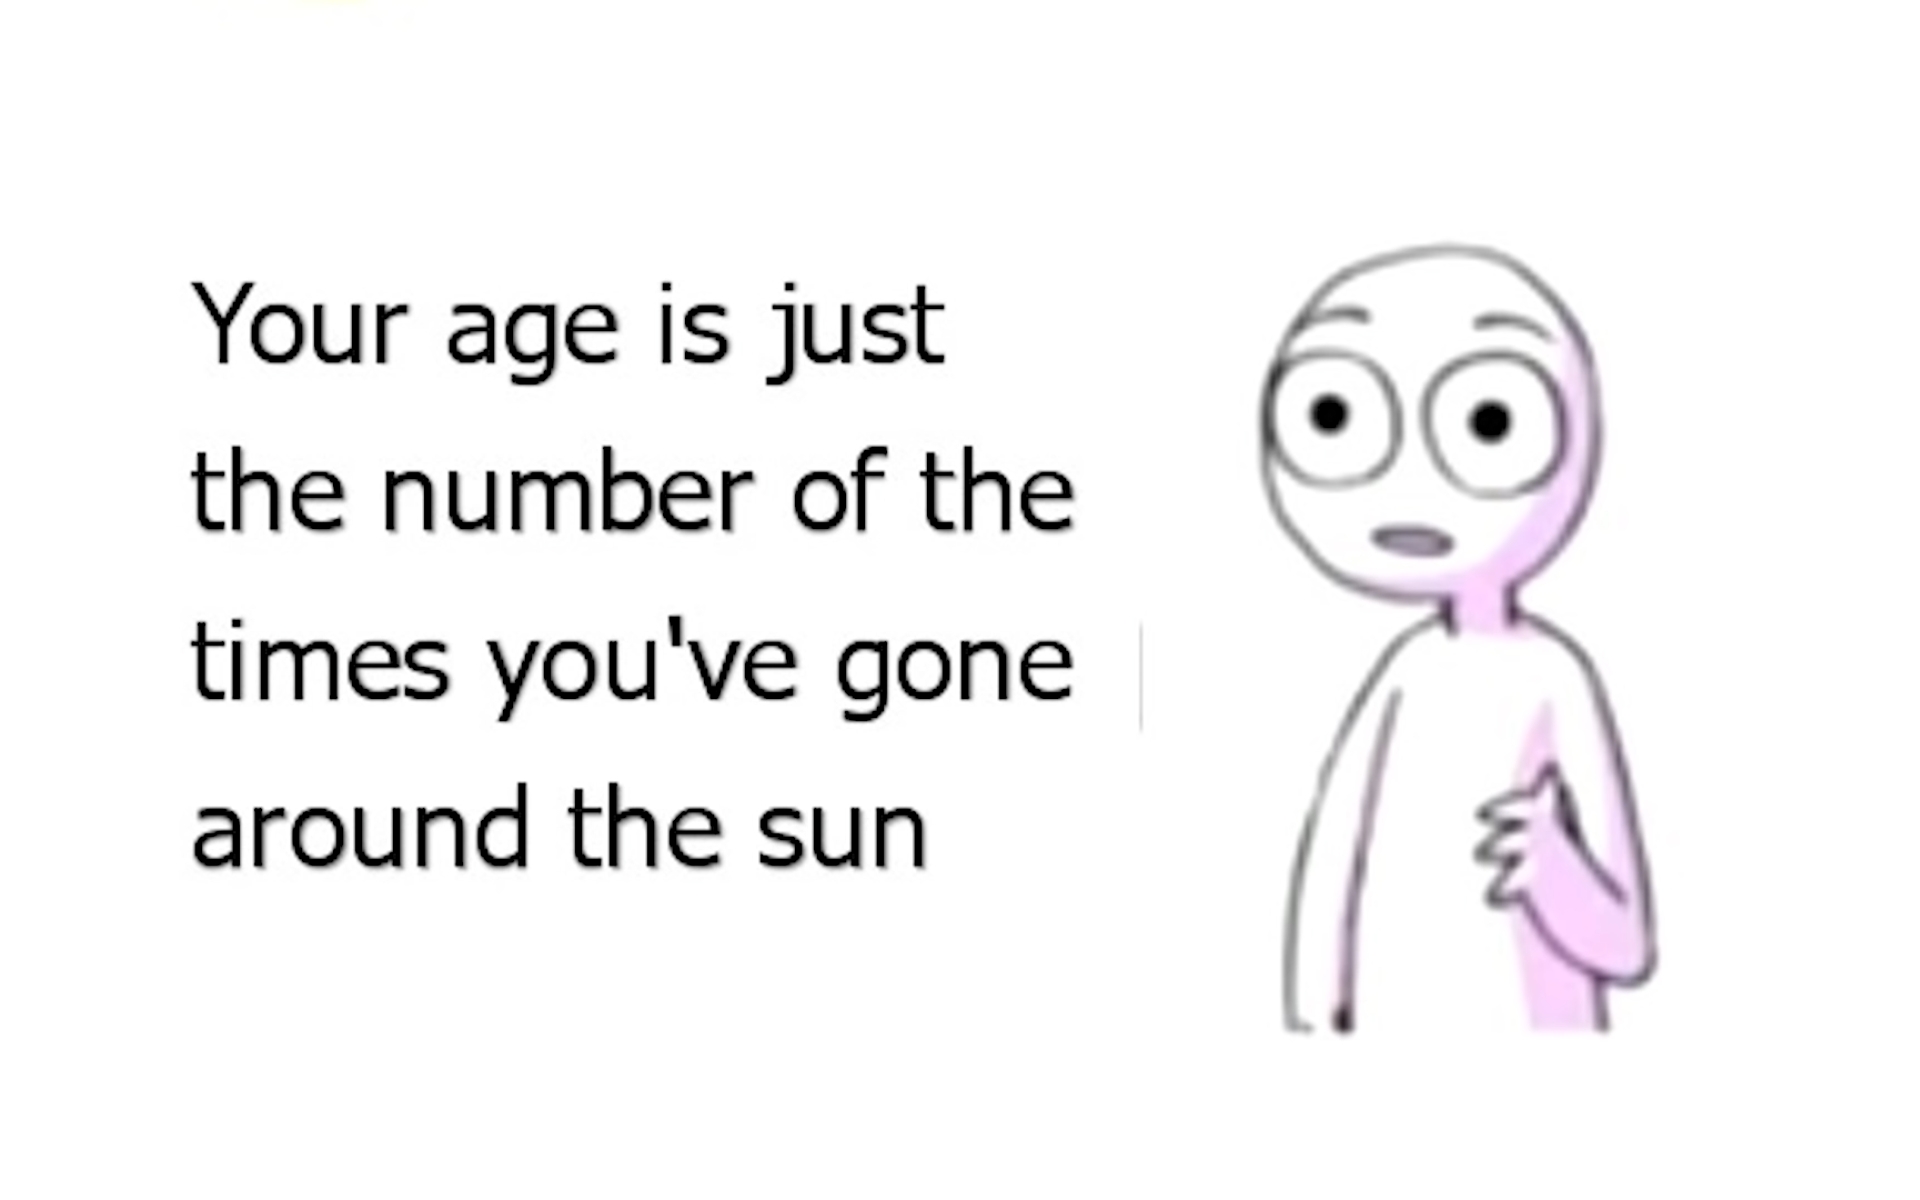 Your age is just
the number of the
times you've gone
around the sun